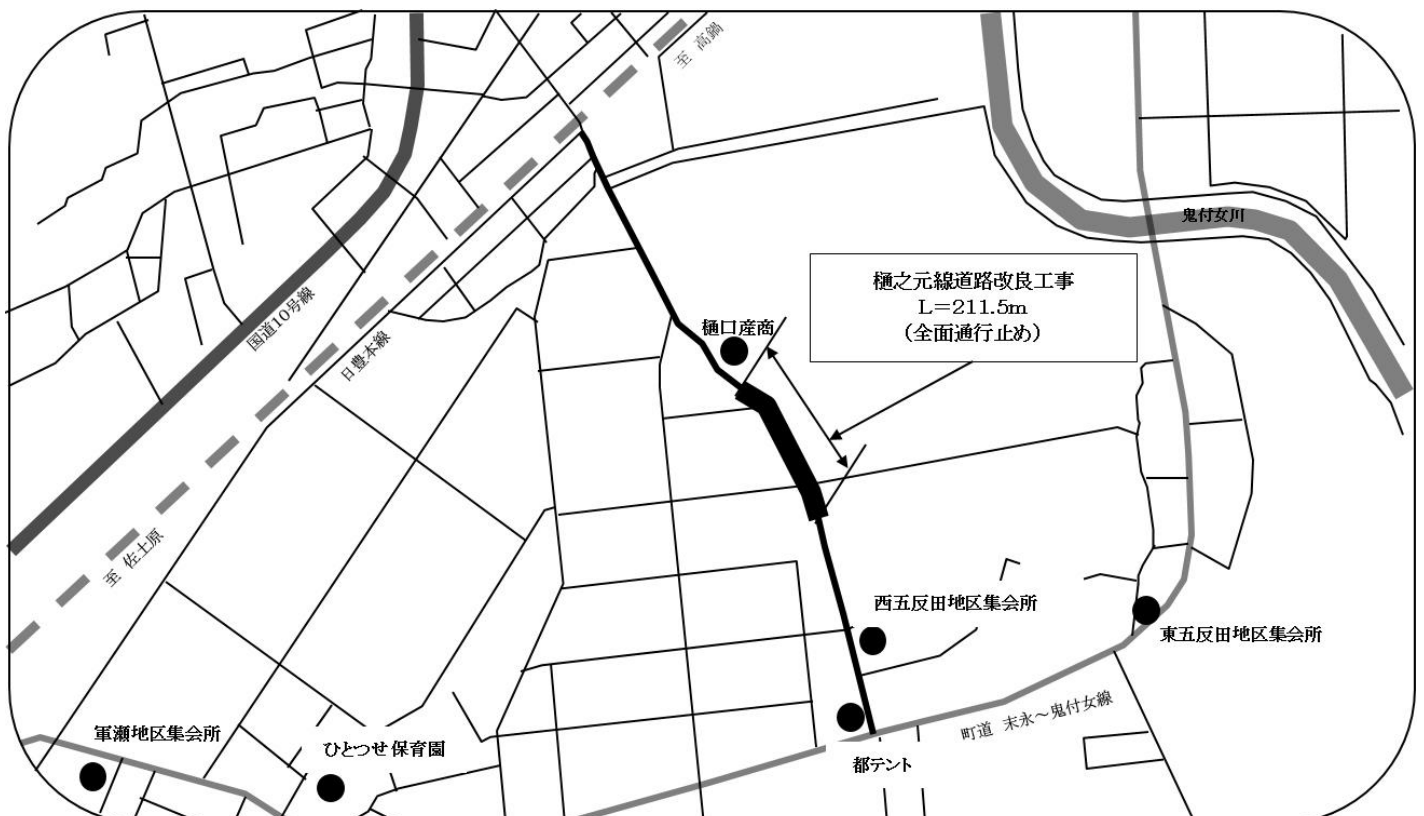 至 高鍋
鬼付女川
樋之元線道路改良工事
L＝211.5m
（全面通行止め）
国道10号線
樋口産商
日豊本線
至 佐土原
西五反田地区集会所
東五反田地区集会所
町道 末永～鬼付女線
軍瀬地区集会所
ひとつせ保育園
都テント